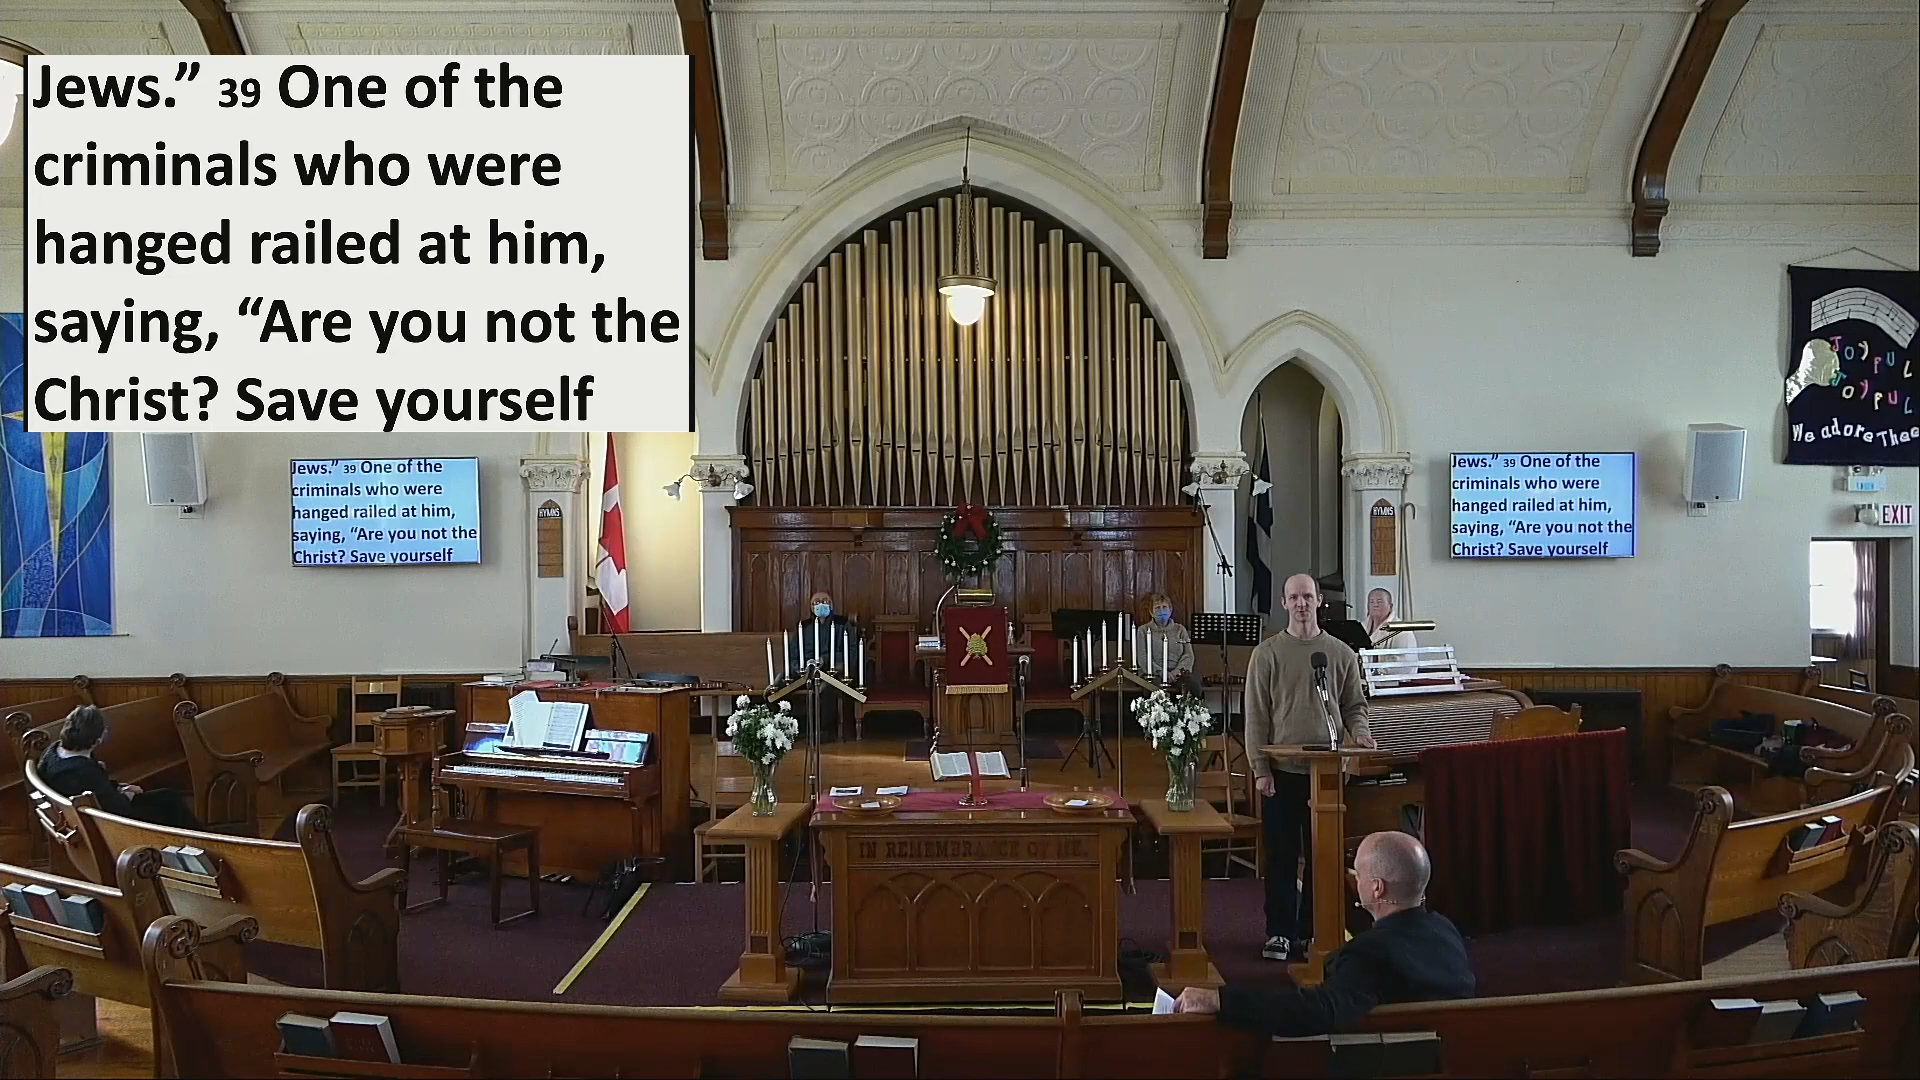 Jews.” 39 One of the
criminals who were
hanged railed at him,
saying, “Are you not the
Christ? Save yourself
Jews.” 39 One of the
criminals who were
hanged railed at him,
saying, “Are you not the
Christ? Save yourself
Jews.” 39 One of the
criminals who were
hanged railed at him,
saying, “Are you not the
Christ? Save yourself
JOYFUL
JOYFUL
We adore Thee
EXIT
HYMNS
HYMNS
IN REMEMBRANCE OF ME.